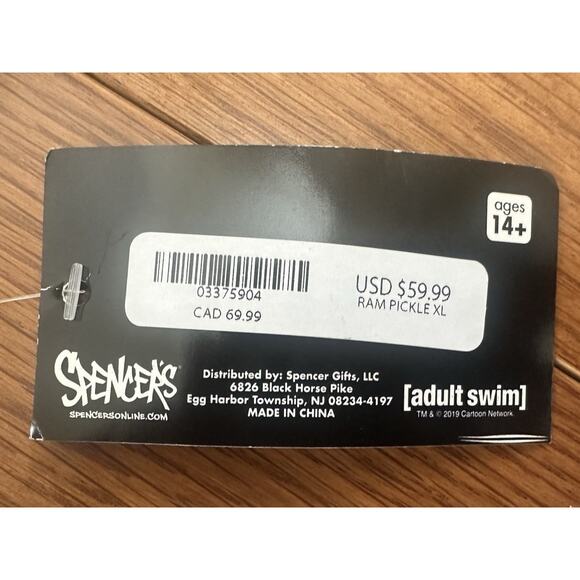 ages
14+
03375904
CAD 69.99
USD $59.99
RAM PICKLE XL
SPENCER'S
SPENCERSONLINE.COM
Distributed by: Spencer Gifts, LLC
6826 Black Horse Pike
Egg Harbor Township, NJ 08234-4197
MADE IN CHINA
[adult swim]
TM & © 2019 Cartoon Network.